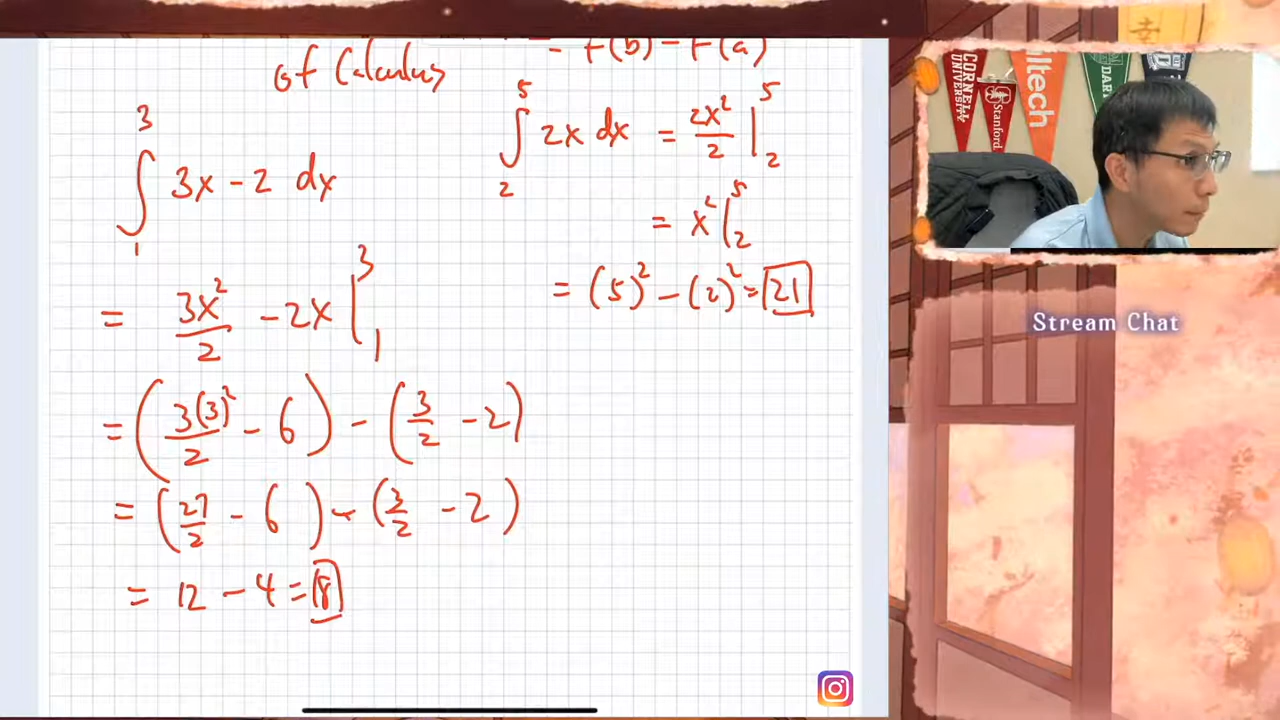 = F(b) - F(a)
of Calculus
∫₁³ 3x - 2 dx
= 3x²/2 - 2x |₁³
= (3(3)²/2 - 6) - (3/2 - 2)
= (27/2 - 6) - (3/2 - 2)
= 12 - 4 = 8
∫₂⁵ 2x dx = 2x²/2 |₂⁵
= x² |₂⁵
= (5)² - (2)² = 21
CORNELL UNIVERSITY
Stanford
ltech
DART
幸
Stream Chat